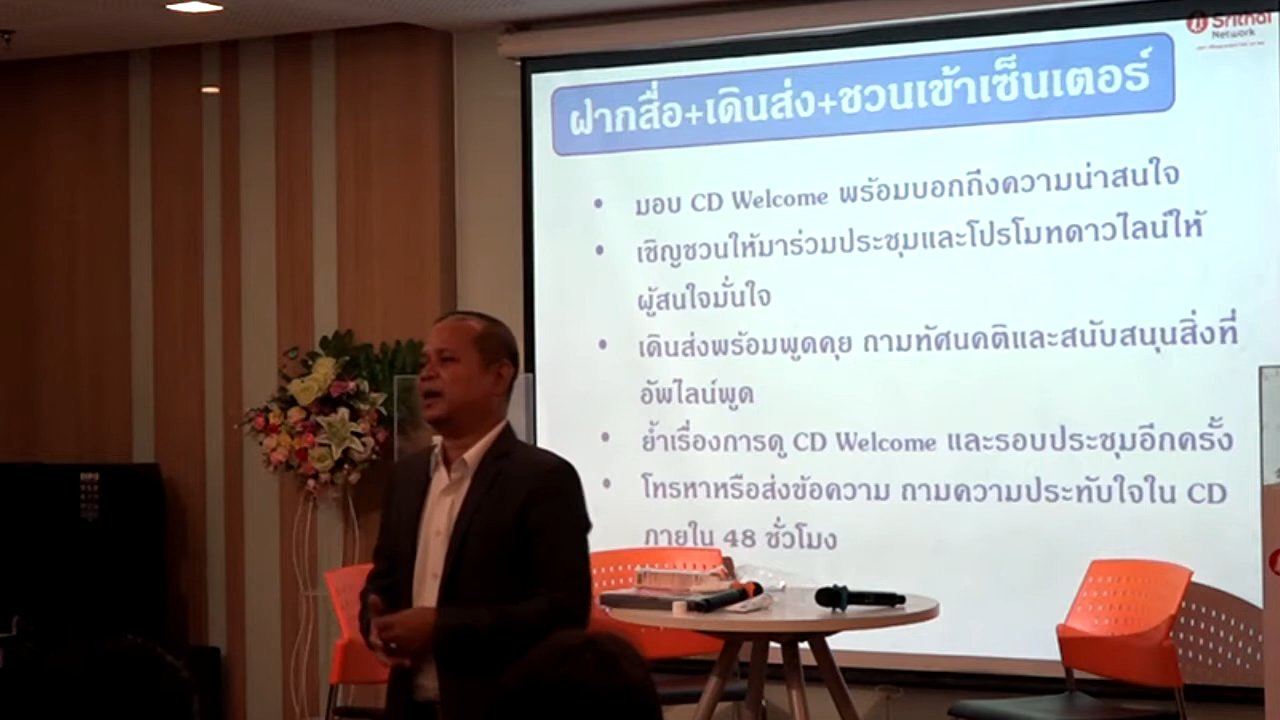 Srithai
Network
ฝากสื่อ+เดินส่ง+ชวนเข้าเซ็นเตอร์
• มอบ CD Welcome พร้อมบอกถึงความน่าสนใจ
• เชิญชวนให้มาร่วมประชุมและโปรโมทดาวไลน์ให้
ผู้สนใจมั่นใจ
• เดินส่งพร้อมพูดคุย ถามทัศนคติและสนับสนุนสิ่งที่
อัพไลน์พูด
• ย้ำเรื่องการดู CD Welcome และรอบประชุมอีกครั้ง
• โทรหาหรือส่งข้อความ ถามความประทับใจใน CD
ภายใน 48 ชั่วโมง